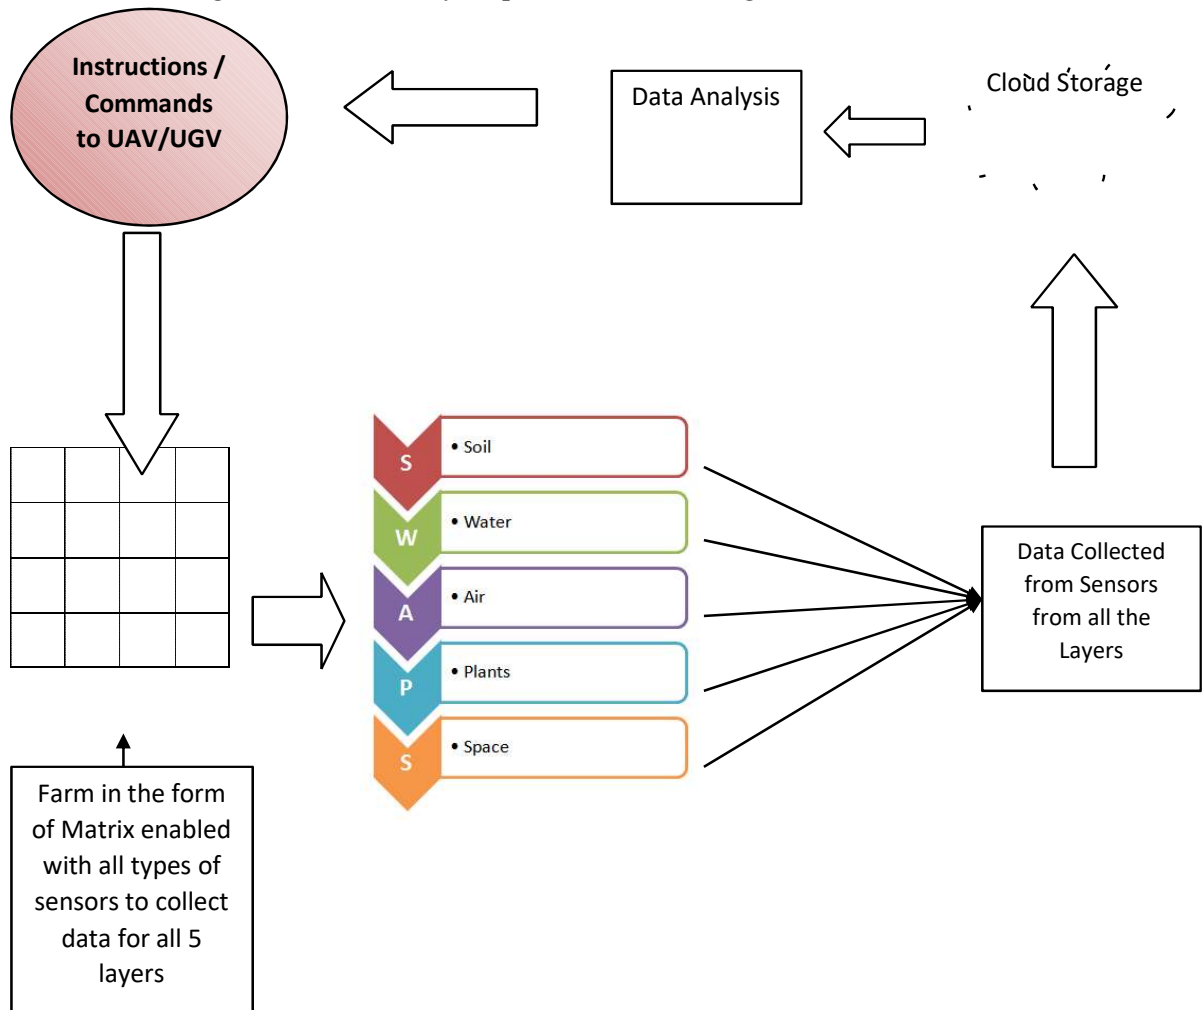 Instructions /
Commands
to UAV/UGV
Data Analysis
Cloud Storage
S
• Soil
W
• Water
A
• Air
P
• Plants
S
• Space
Data Collected
from Sensors
from all the
Layers
Farm in the form
of Matrix enabled
with all types of
sensors to collect
data for all 5
layers